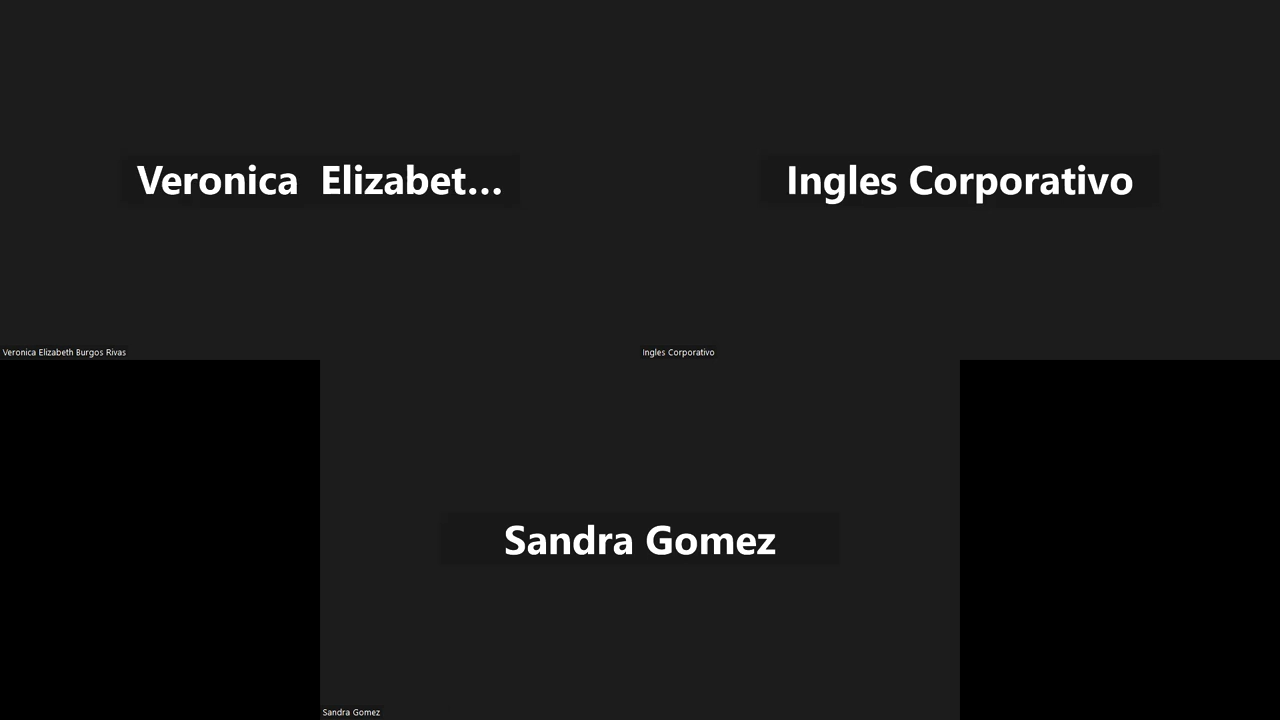 Veronica  Elizabet...
Ingles Corporativo
Veronica Elizabeth Burgos Rivas
Ingles Corporativo
Sandra Gomez
Sandra Gomez